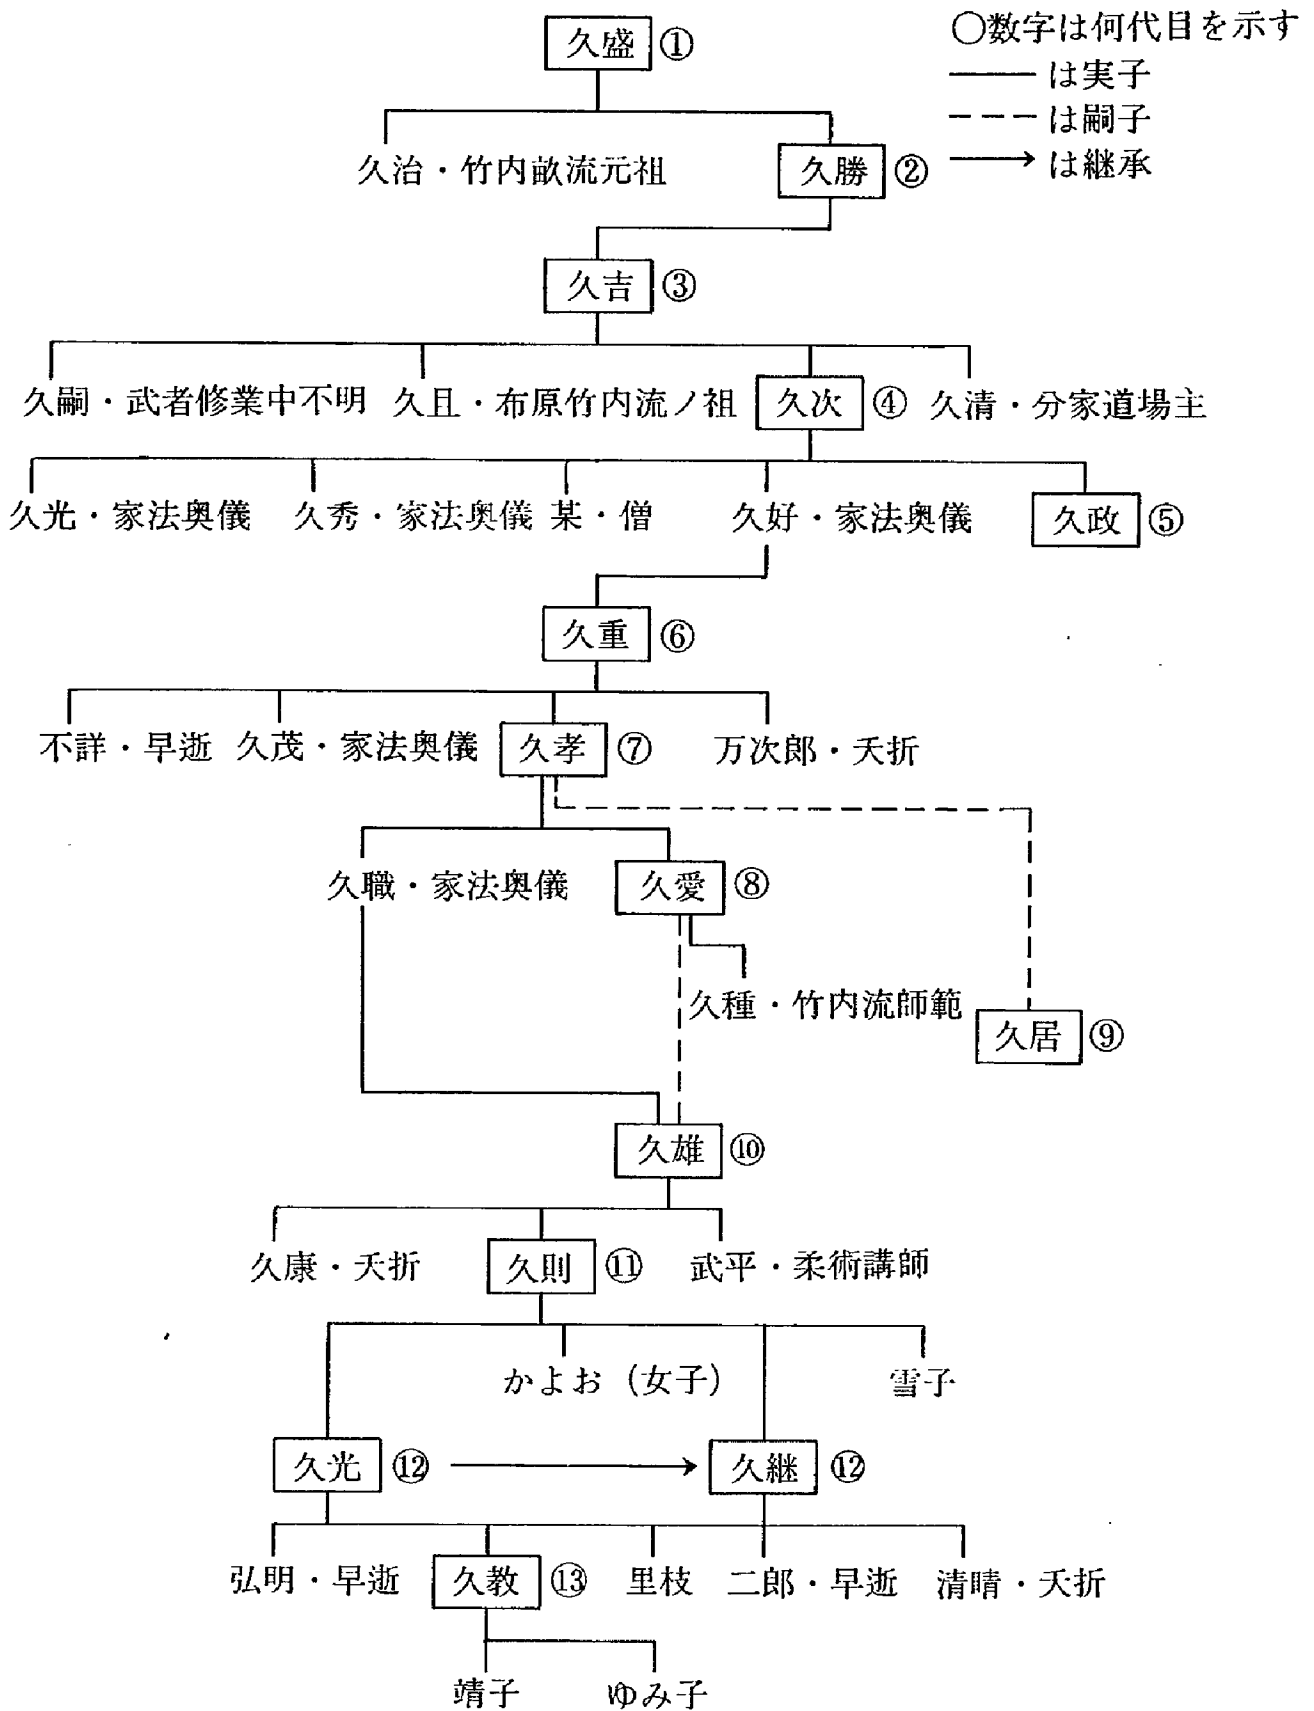 久盛 ①
〇数字は何代目を示す
は実子
は嗣子
は継承
久治・竹内畝流元祖 久勝 ②
久吉 ③
久嗣・武者修業中不明 久且・布原竹内流ノ祖 久次 ④ 久清・分家道場主
久光・家法奥儀 久秀・家法奥儀 某・僧 久好・家法奥儀 久政 ⑤
久重 ⑥
不詳・早逝 久茂・家法奥儀 久孝 ⑦ 万次郎・夭折
久職・家法奥儀 久愛 ⑧
久種・竹内流師範
久居 ⑨
久雄 ⑩
久康・夭折 久則 ⑪ 武平・柔術講師
かよお（女子） 雪子
久光 ⑫ 久継 ⑫
弘明・早逝 久教 ⑬ 里枝 二郎・早逝 清晴・夭折
靖子 ゆみ子